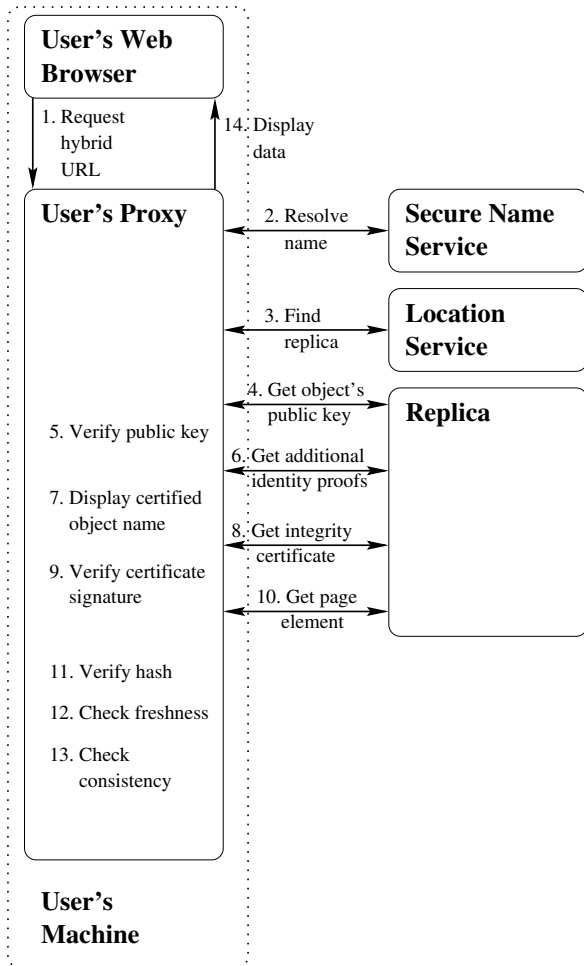 User's Web
Browser
1. Request
hybrid
URL
14. Display
data
User's Proxy
2. Resolve
name
Secure Name
Service
3. Find
replica
Location
Service
4. Get object's
public key
Replica
5. Verify public key
6. Get additional
identity proofs
7. Display certified
object name
8. Get integrity
certificate
9. Verify certificate
signature
10. Get page
element
11. Verify hash
12. Check freshness
13. Check
consistency
User's
Machine